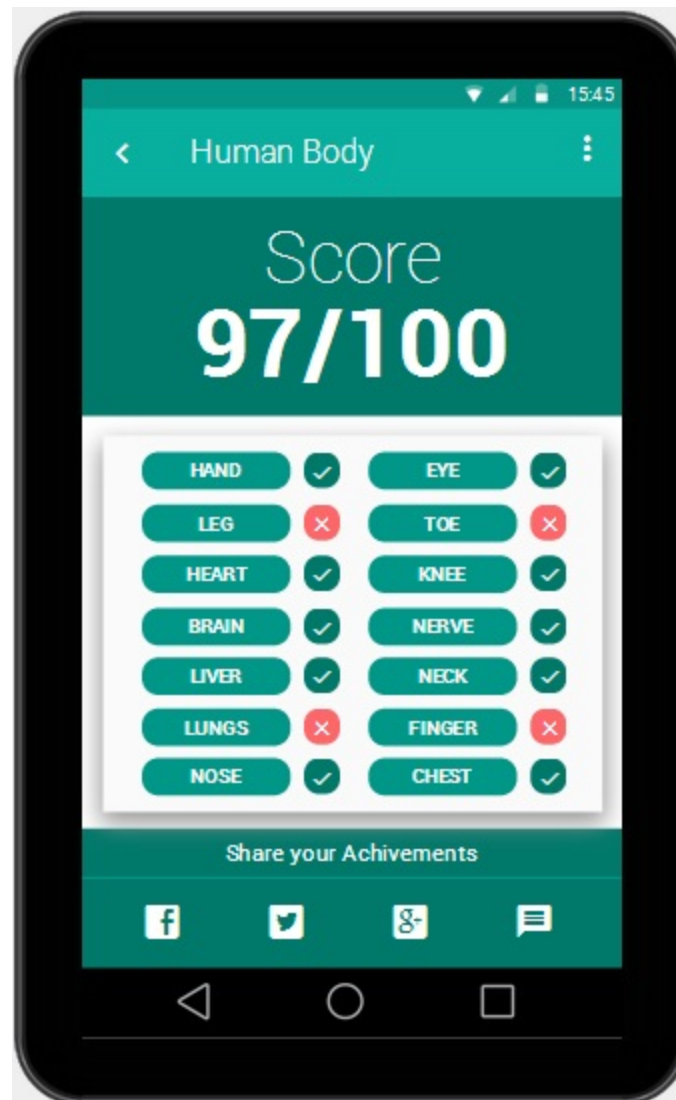 15:45
Human Body
Score
97/100
HAND EYE
LEG TOE
HEART KNEE
BRAIN NERVE
LIVER NECK
LUNGS FINGER
NOSE CHEST
Share your Achivements
f g+